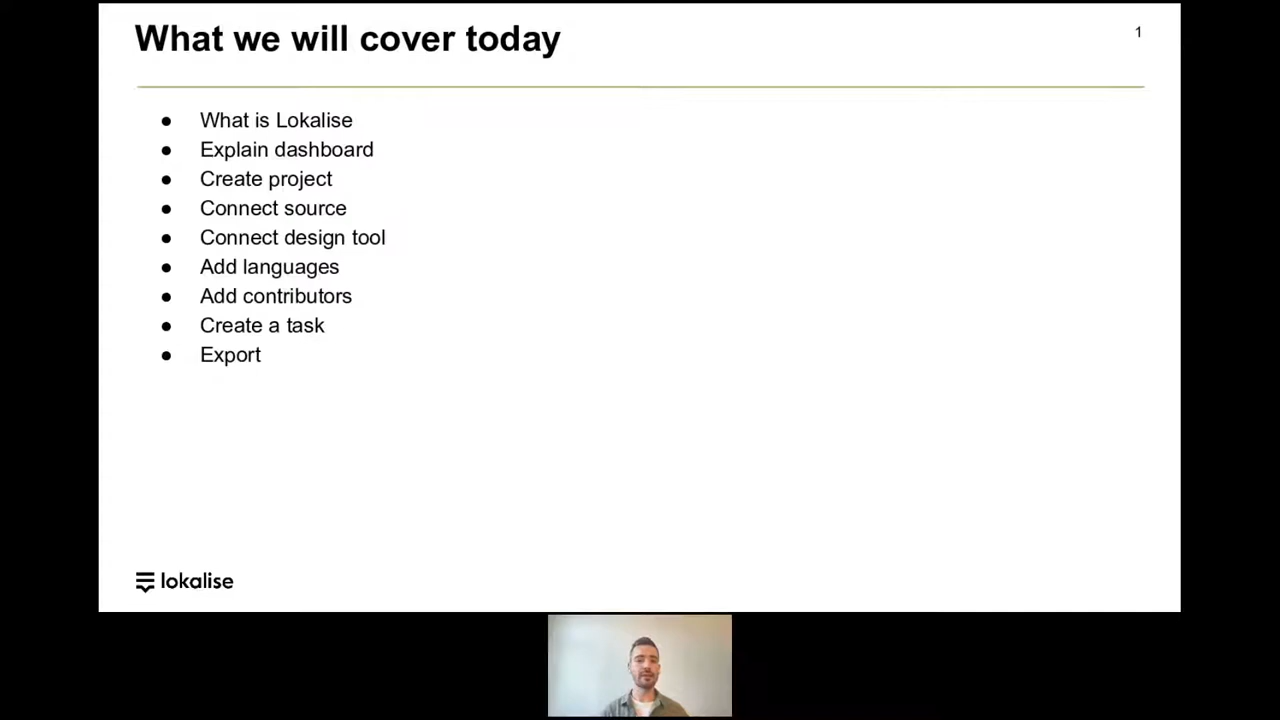 What we will cover today
1
● What is Lokalise
● Explain dashboard
● Create project
● Connect source
● Connect design tool
● Add languages
● Add contributors
● Create a task
● Export
lokalise